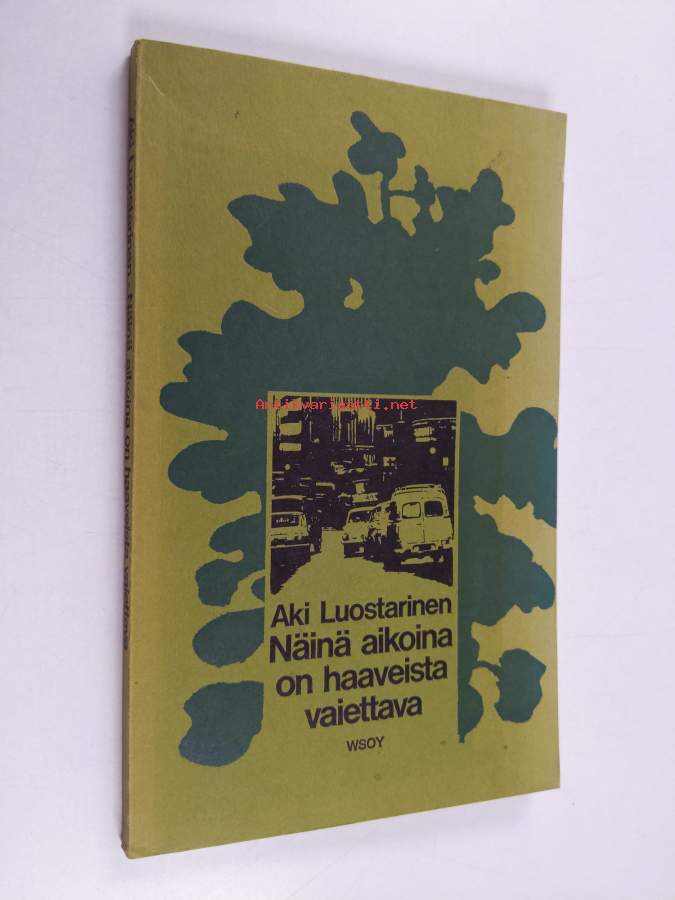 Aki Luostarinen · Näinä aikoina on haaveista vaiettava
Antikvariaatti.net
Aki Luostarinen
Näinä aikoina
on haaveista
vaiettava
WSOY